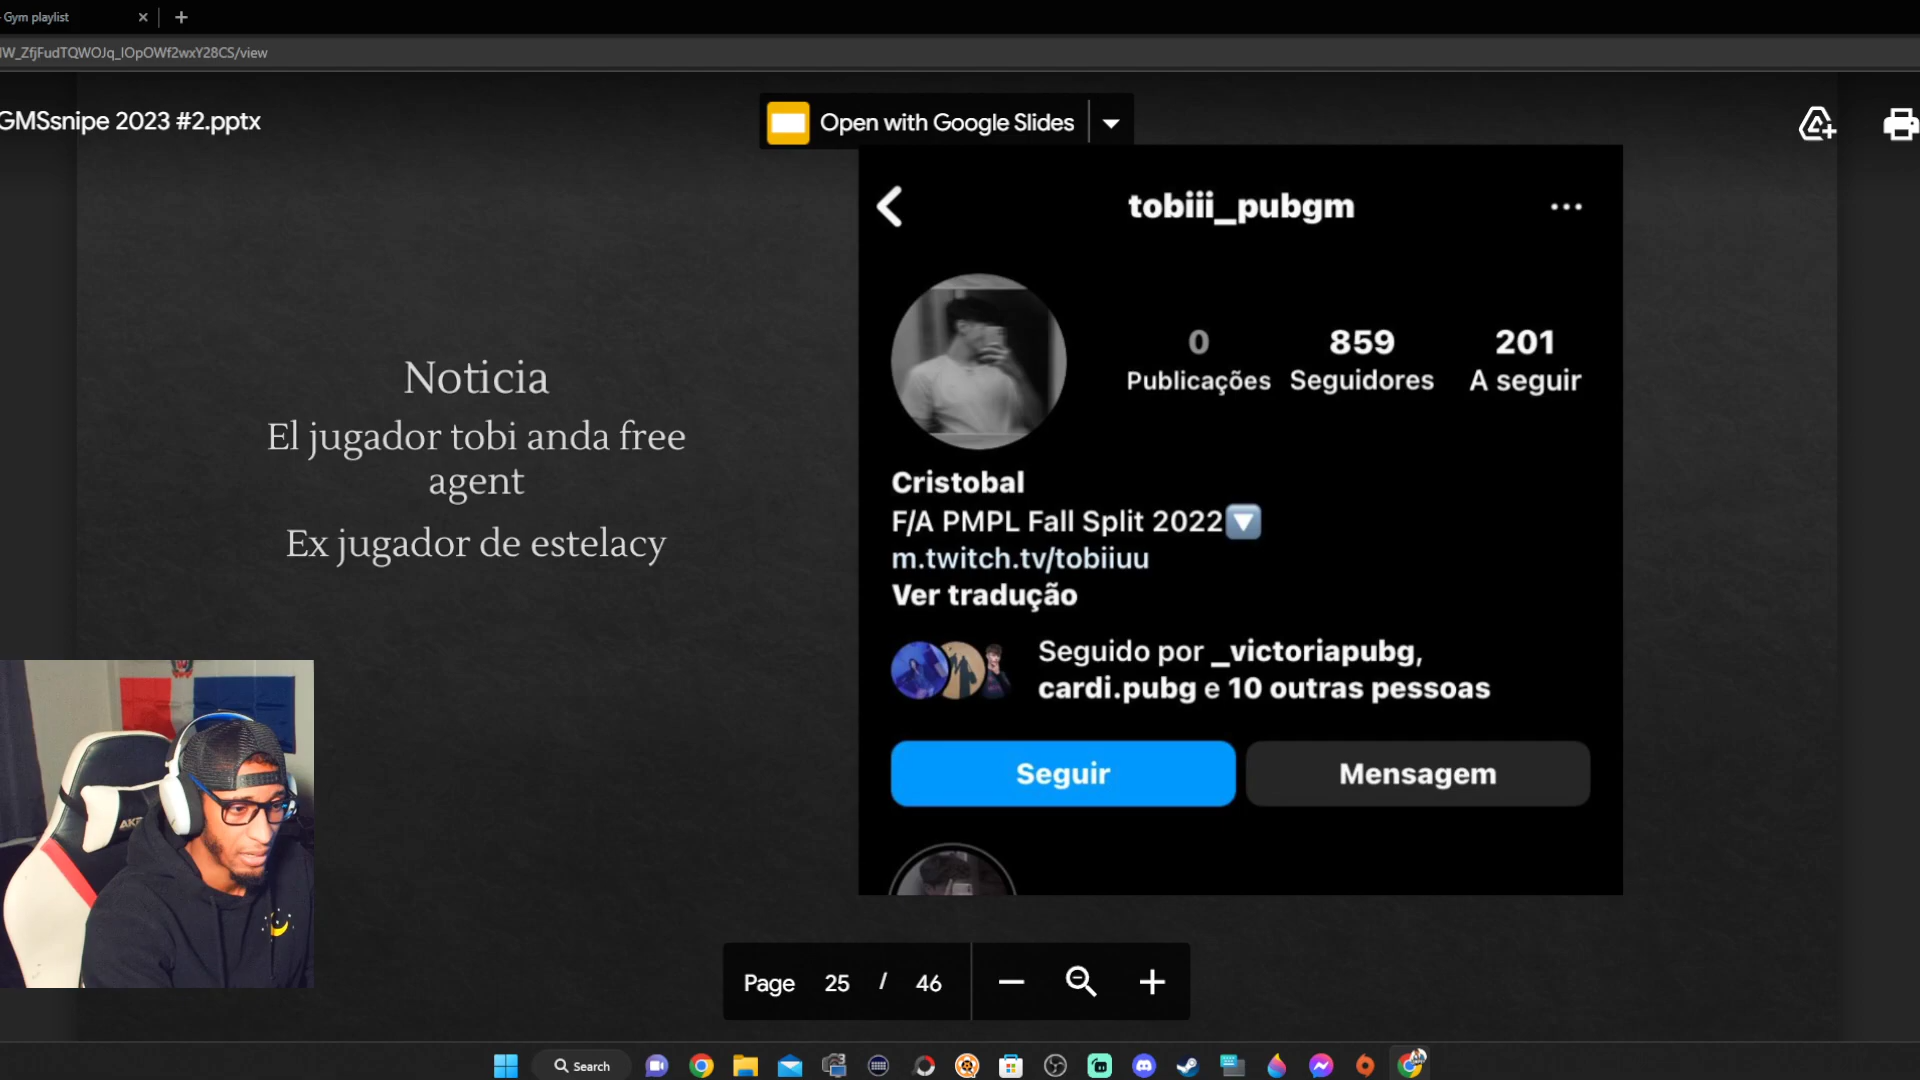 Gym playlist
W_ZfjFudTQWOJq_lOpOWf2wxY28CS/view
GMSsnipe 2023 #2.pptx
Open with Google Slides
Noticia
El jugador tobi anda free
agent
Ex jugador de estelacy
tobiii_pubgm
0
Publicações
859
Seguidores
201
A seguir
Cristobal
F/A PMPL Fall Split 2022
m.twitch.tv/tobiiuu
Ver tradução
Seguido por _victoriapubg,
cardi.pubg e 10 outras pessoas
Seguir
Mensagem
Page 25 / 46
Search